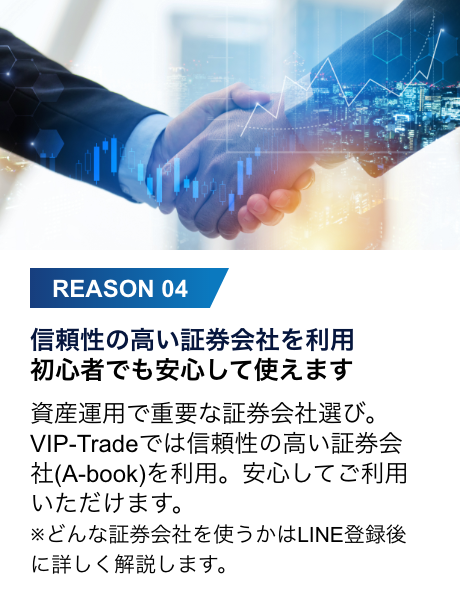 REASON 04
信頼性の高い証券会社を利用
初心者でも安心して使えます
資産運用で重要な証券会社選び。
VIP-Tradeでは信頼性の高い証券会
社(A-book)を利用。安心してご利用
いただけます。
※どんな証券会社を使うかはLINE登録後
に詳しく解説します。